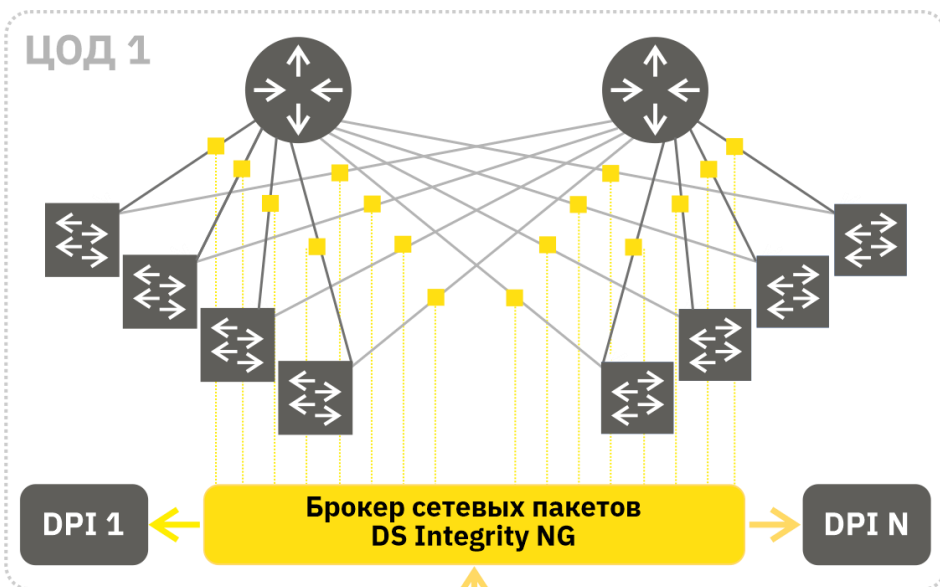 ЦОД 1
Брокер сетевых пакетов
DS Integrity NG
DPI 1
DPI N